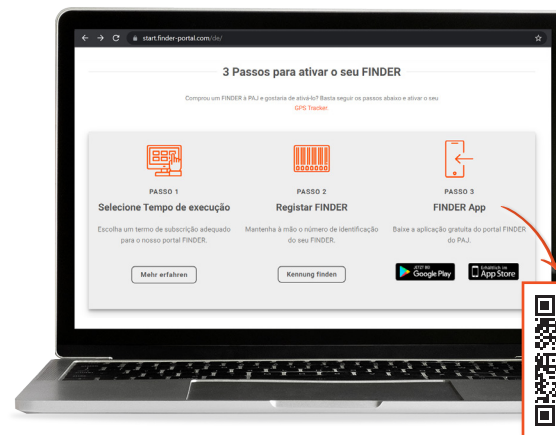 start.finder-portal.com/de/
3 Passos para ativar o seu FINDER
Comprou um FINDER à PAJ e gostaria de ativá-lo? Basta seguir os passos abaixo e ativar o seu
GPS Tracker
PASSO 1
Selecione Tempo de execução
Escolha um termo de subscrição adequado
para o nosso portal FINDER.
Mehr erfahren
PASSO 2
Registar FINDER
Mantenha à mão o número de identificação
do seu FINDER.
Kennung finden
PASSO 3
FINDER App
Baixe a aplicação gratuita do portal FINDER
do PAJ.
JETZT BEI
Google Play
Erhältlich im
App Store